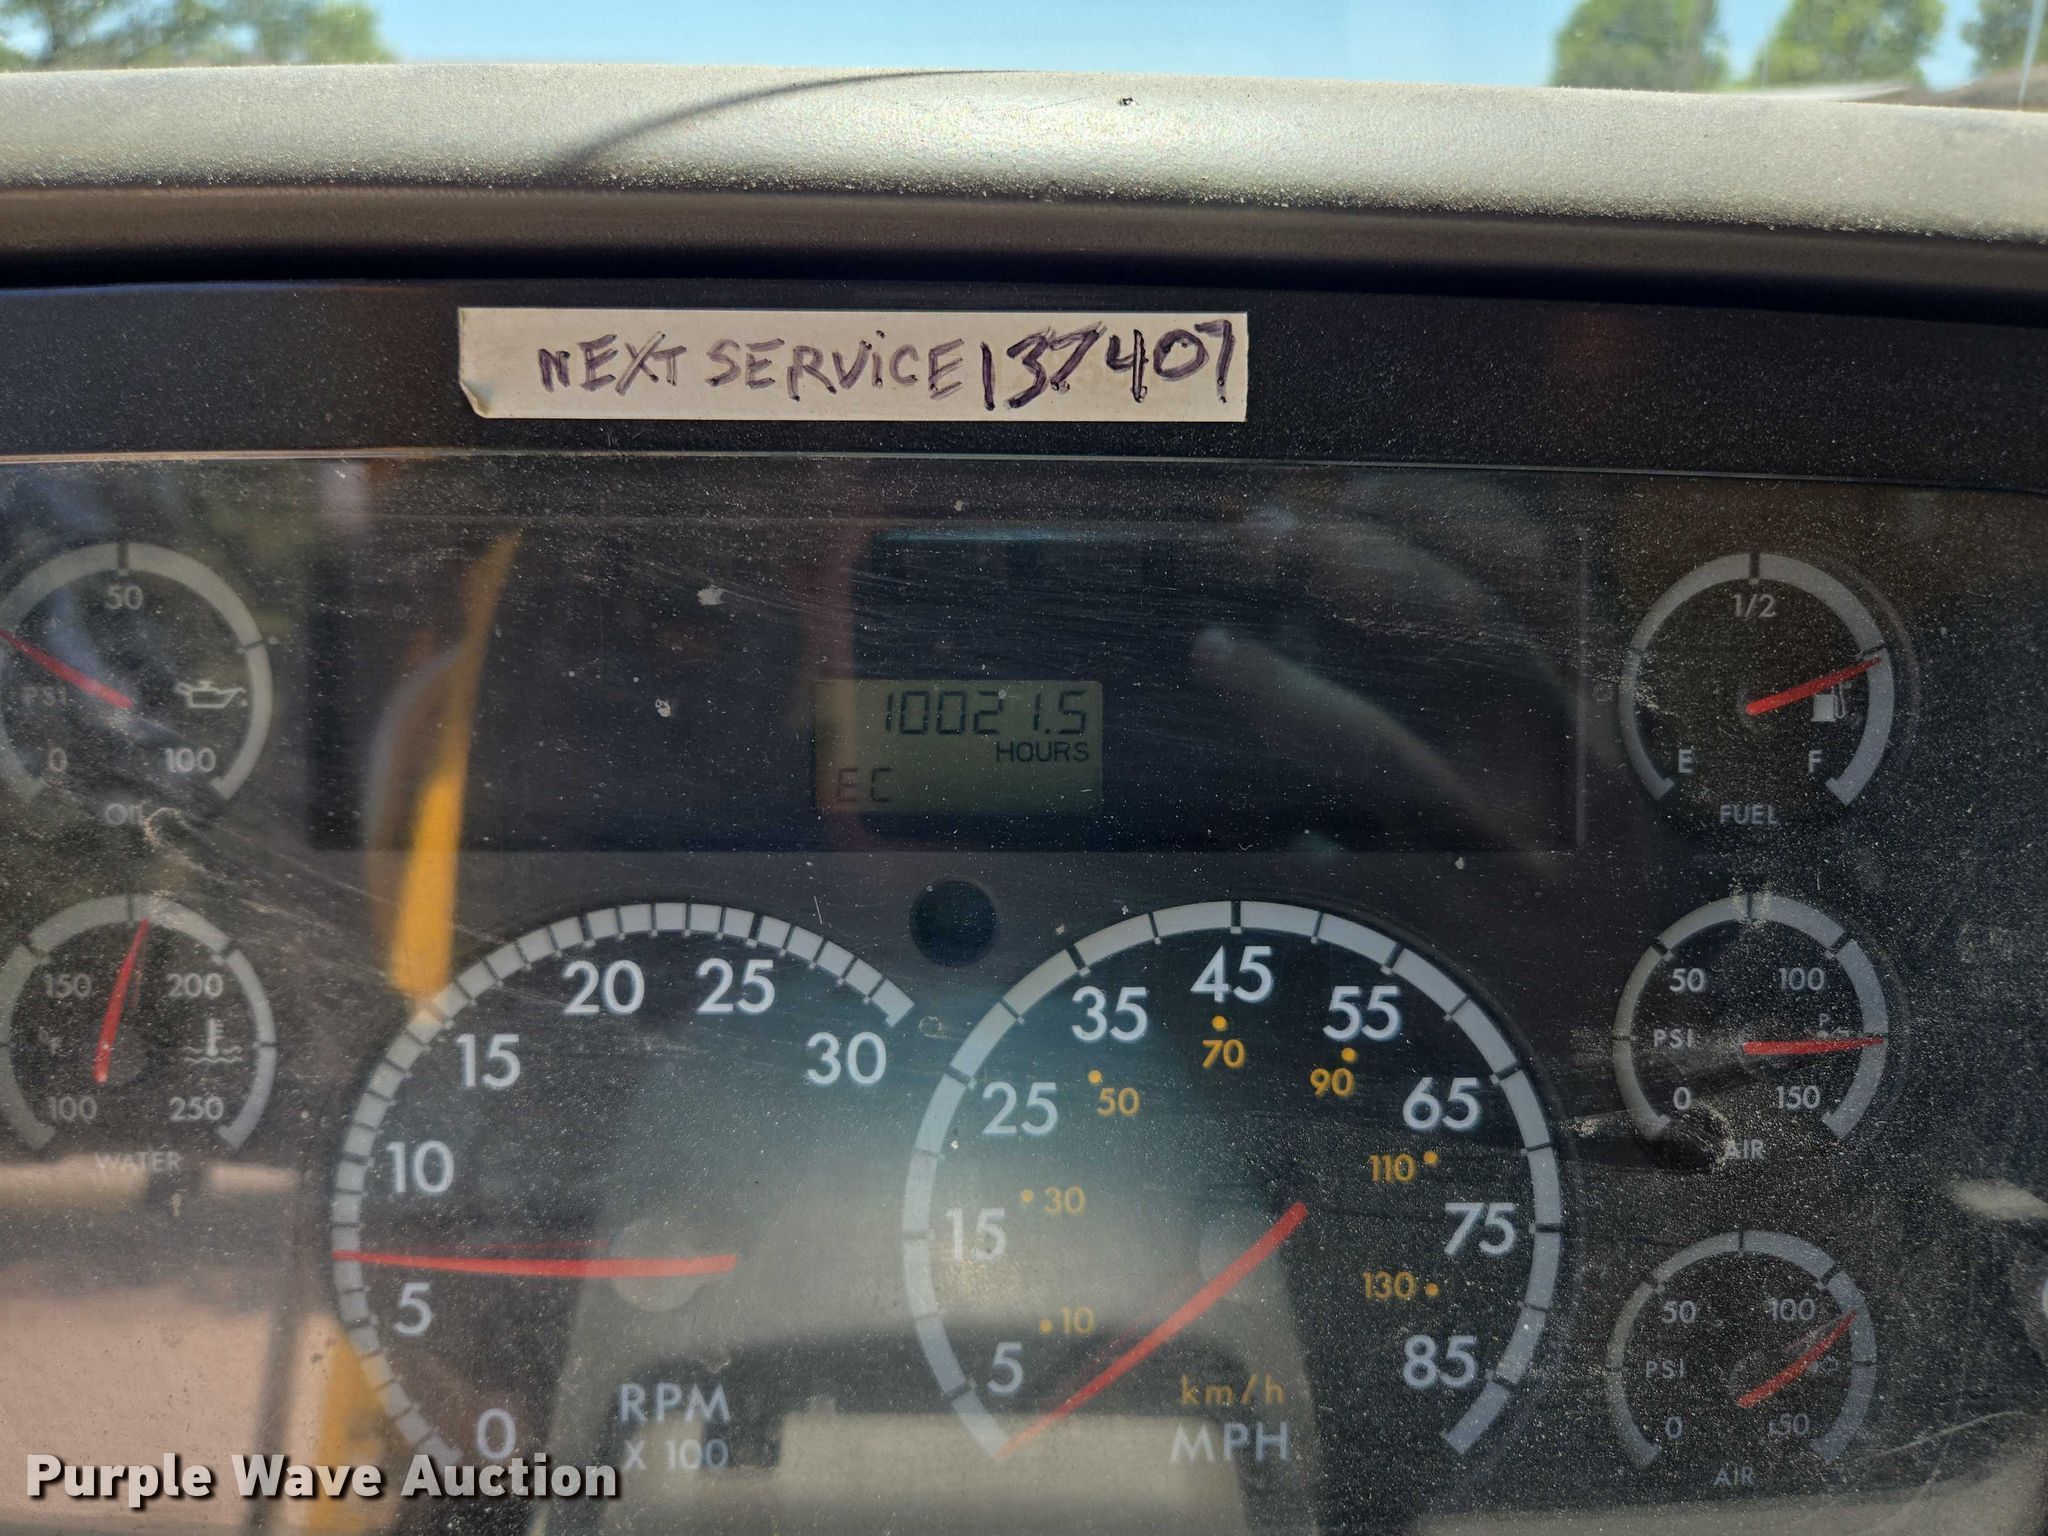 NEXT SERVICE 137407
50
PSI
0 100
OIL
10021.5
HOURS
EC
1/2
E F
FUEL
150 200
100 250
WATER
0 5 10 15 20 25 30
RPM
X 100
5 15 25 35 45 55 65 75 85
10 30 50 70 90 110 130
km/h
MPH
50 100
PSI
0 150
AIR
50 100
PSI
0 150
AIR
Purple Wave Auction